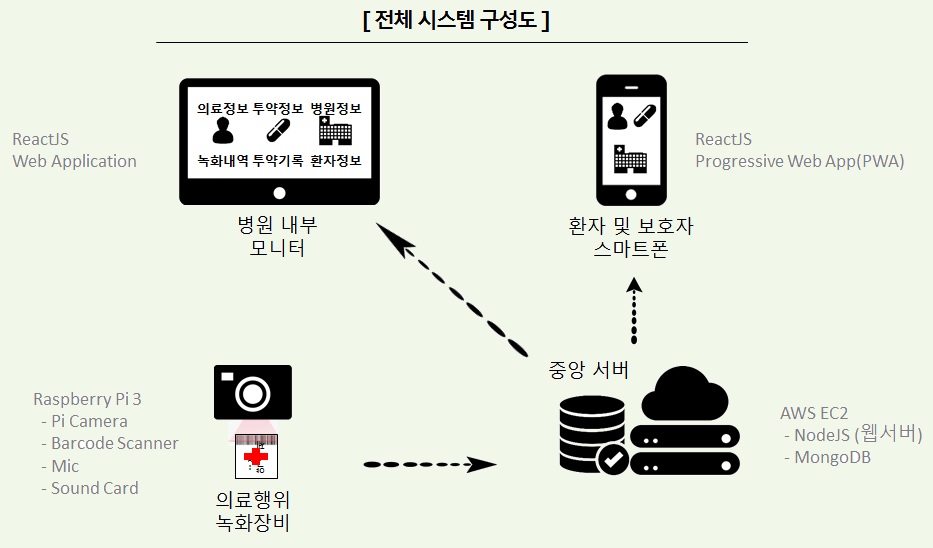 [ 전체 시스템 구성도 ]
ReactJS
Web Application
의료정보 투약정보 병원정보
녹화내역 투약기록 환자정보
병원 내부
모니터
ReactJS
Progressive Web App(PWA)
환자 및 보호자
스마트폰
Raspberry Pi 3
- Pi Camera
- Barcode Scanner
- Mic
- Sound Card
의료행위
녹화장비
중앙 서버
AWS EC2
- NodeJS (웹서버)
- MongoDB